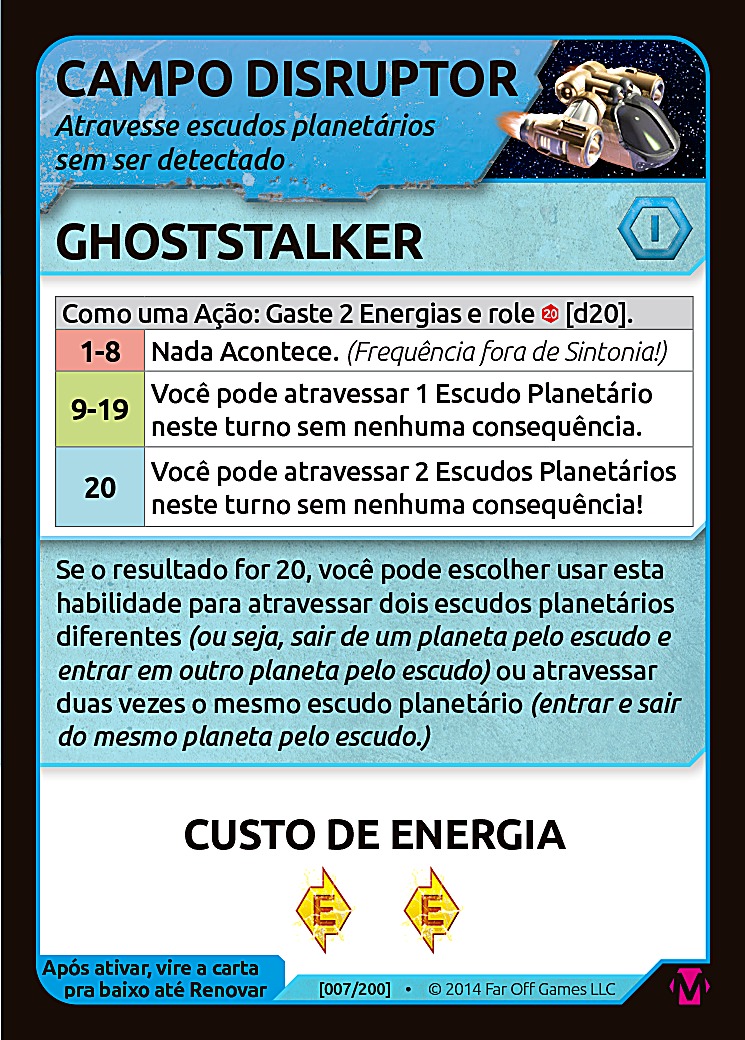 CAMPO DISRUPTOR
Atravesse escudos planetários
sem ser detectado
GHOSTSTALKER
I
Como uma Ação: Gaste 2 Energias e role 20 [d20].
1-8
Nada Acontece. (Frequência fora de Sintonia!)
9-19
Você pode atravessar 1 Escudo Planetário
neste turno sem nenhuma consequência.
20
Você pode atravessar 2 Escudos Planetários
neste turno sem nenhuma consequência!
Se o resultado for 20, você pode escolher usar esta
habilidade para atravessar dois escudos planetários
diferentes (ou seja, sair de um planeta pelo escudo e
entrar em outro planeta pelo escudo) ou atravessar
duas vezes o mesmo escudo planetário (entrar e sair
do mesmo planeta pelo escudo.)
CUSTO DE ENERGIA
E E
Após ativar, vire a carta
pra baixo até Renovar
[007/200] • © 2014 Far Off Games LLC
M